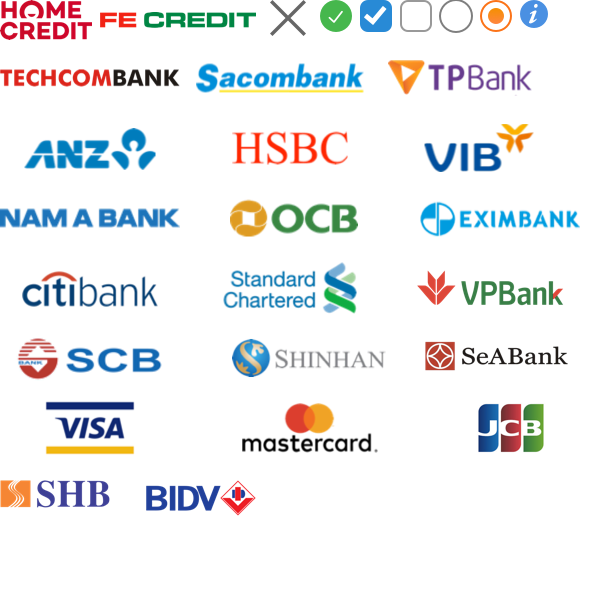 HOME
CREDIT
FE CREDIT
i
TECHCOMBANK
Sacombank
TPBank
ANZ
HSBC
VIB
NAM A BANK
OCB
EXIMBANK
citibank
Standard
Chartered
VPBank
BANK
SCB
SHINHAN
SeABank
VISA
mastercard.
JCB
SHB
BIDV